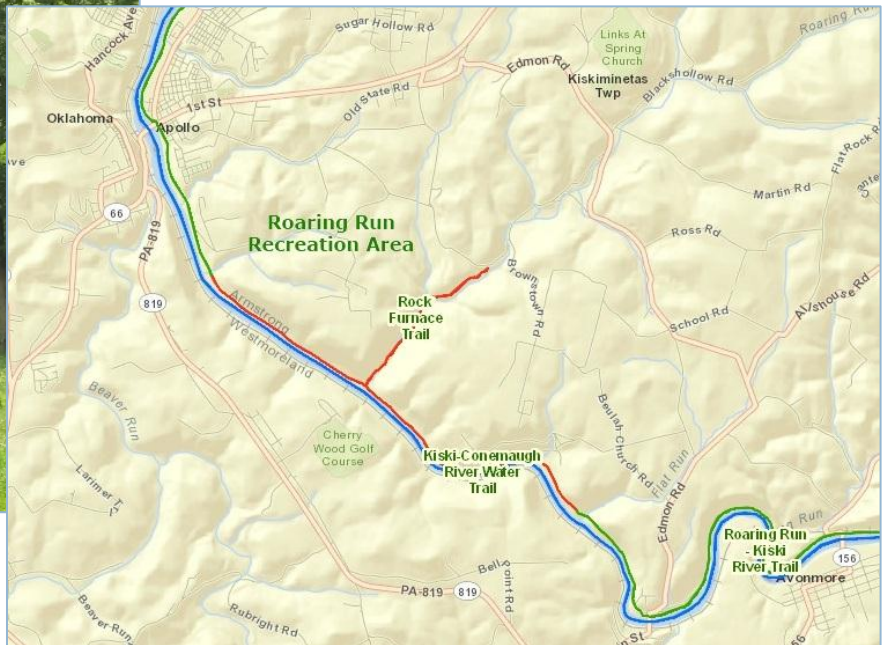 Sugar Hollow Rd
Roaring Ru
Hancock Ave
Links At
Spring
Church
Edmon Rd
Kiskiminetas
Twp
Blackshollow Rd
Old State Rd
1st St
Oklahoma
Apollo
Flat Rock Rd
Martin Rd
66
PA-819
Roaring Run
Recreation Area
Ross Rd
Brownstown Rd
819
Armstrong
Westmoreland
Rock
Furnace
Trail
School Rd
Beaver Run
Cherry
Wood Golf
Course
Beulah Church Rd
Kiski-Conemaugh
River Water
Trail
Flat Run
Larimer
Edmon Rd
Roaring Run
- Kiski
River Trail
Run
156
Avonmore
PA-819
819
Bell Point Rd
Beaver Run
Rubright Rd
St
56